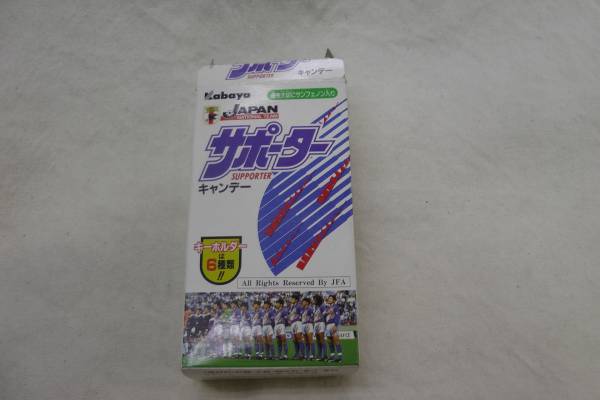 サポーター
SUPPORTER
キャンデー
Kabaya
JAPAN
NATIONAL TEAM
サポーター
SUPPORTER
キャンデー
キーホルダー
は
6種類
!!
All Rights Reserved By JFA